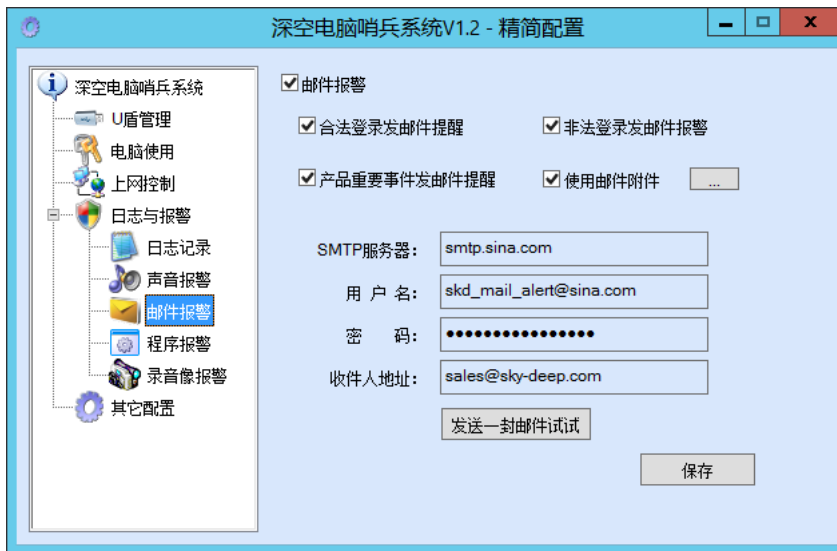 深空电脑哨兵系统V1.2 - 精简配置
深空电脑哨兵系统
U盾管理
电脑使用
上网控制
日志与报警
日志记录
声音报警
邮件报警
程序报警
录音像报警
其它配置
邮件报警
合法登录发邮件提醒
非法登录发邮件报警
产品重要事件发邮件提醒
使用邮件附件
...
SMTP服务器:
smtp.sina.com
用 户 名:
skd_mail_alert@sina.com
密 码:
●●●●●●●●●●●●●●●●
收件人地址:
sales@sky-deep.com
发送一封邮件试试
保存